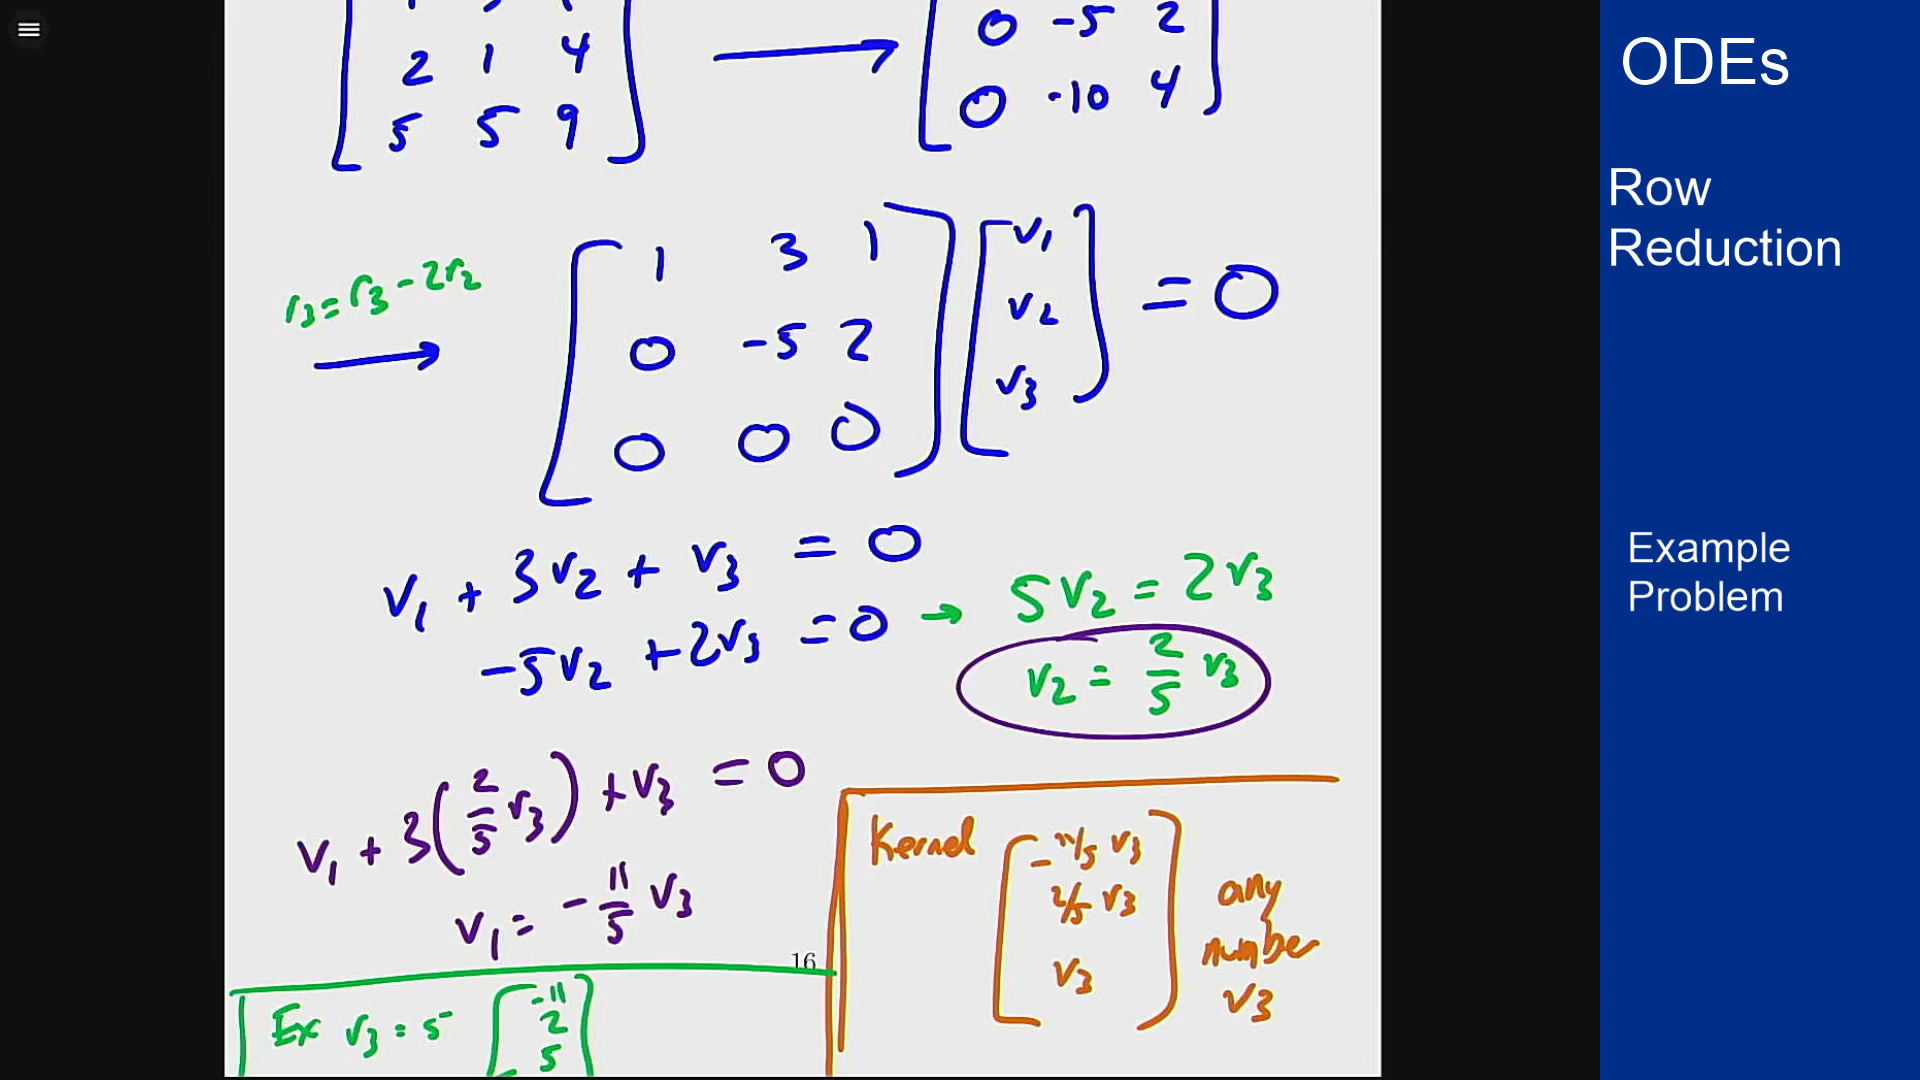 2 1 4
5 5 9
0 -5 2
0 -10 4
r3 = r3 - 2r2
1 3 1
0 -5 2
0 0 0
v1
v2
v3
= 0
v1 + 3v2 + v3 = 0
-5v2 + 2v3 = 0 → 5v2 = 2v3
v2 = 2/5 v3
v1 + 3(2/5 v3) + v3 = 0
v1 = -11/5 v3
16
Ex v3 = 5
-11
2
5
Kernel
-11/5 v3
2/5 v3
v3
any
number
v3
ODEs
Row
Reduction
Example
Problem